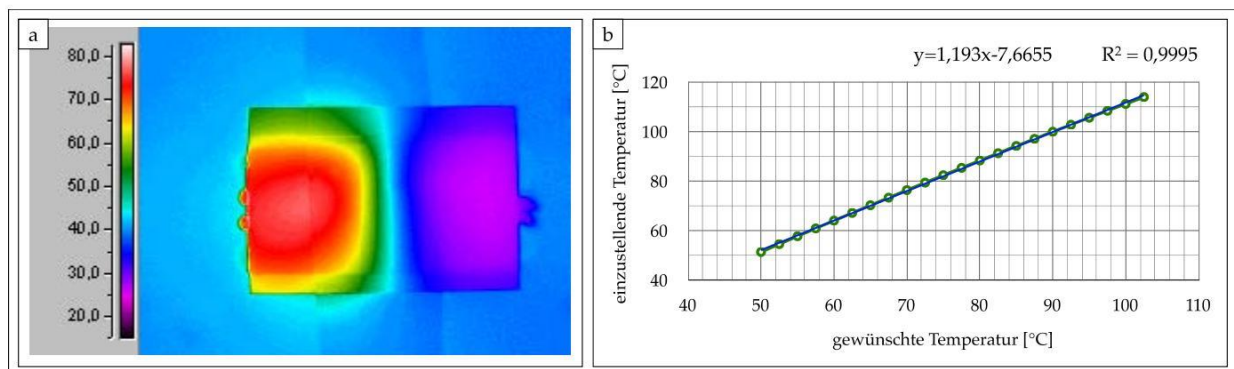 a
80,0
70,0
60,0
50,0
40,0
30,0
20,0
b
y=1,193x-7,6655 R² = 0,9995
einzustellende Temperatur [°C]
120
100
80
60
40
40 50 60 70 80 90 100 110
gewünschte Temperatur [°C]